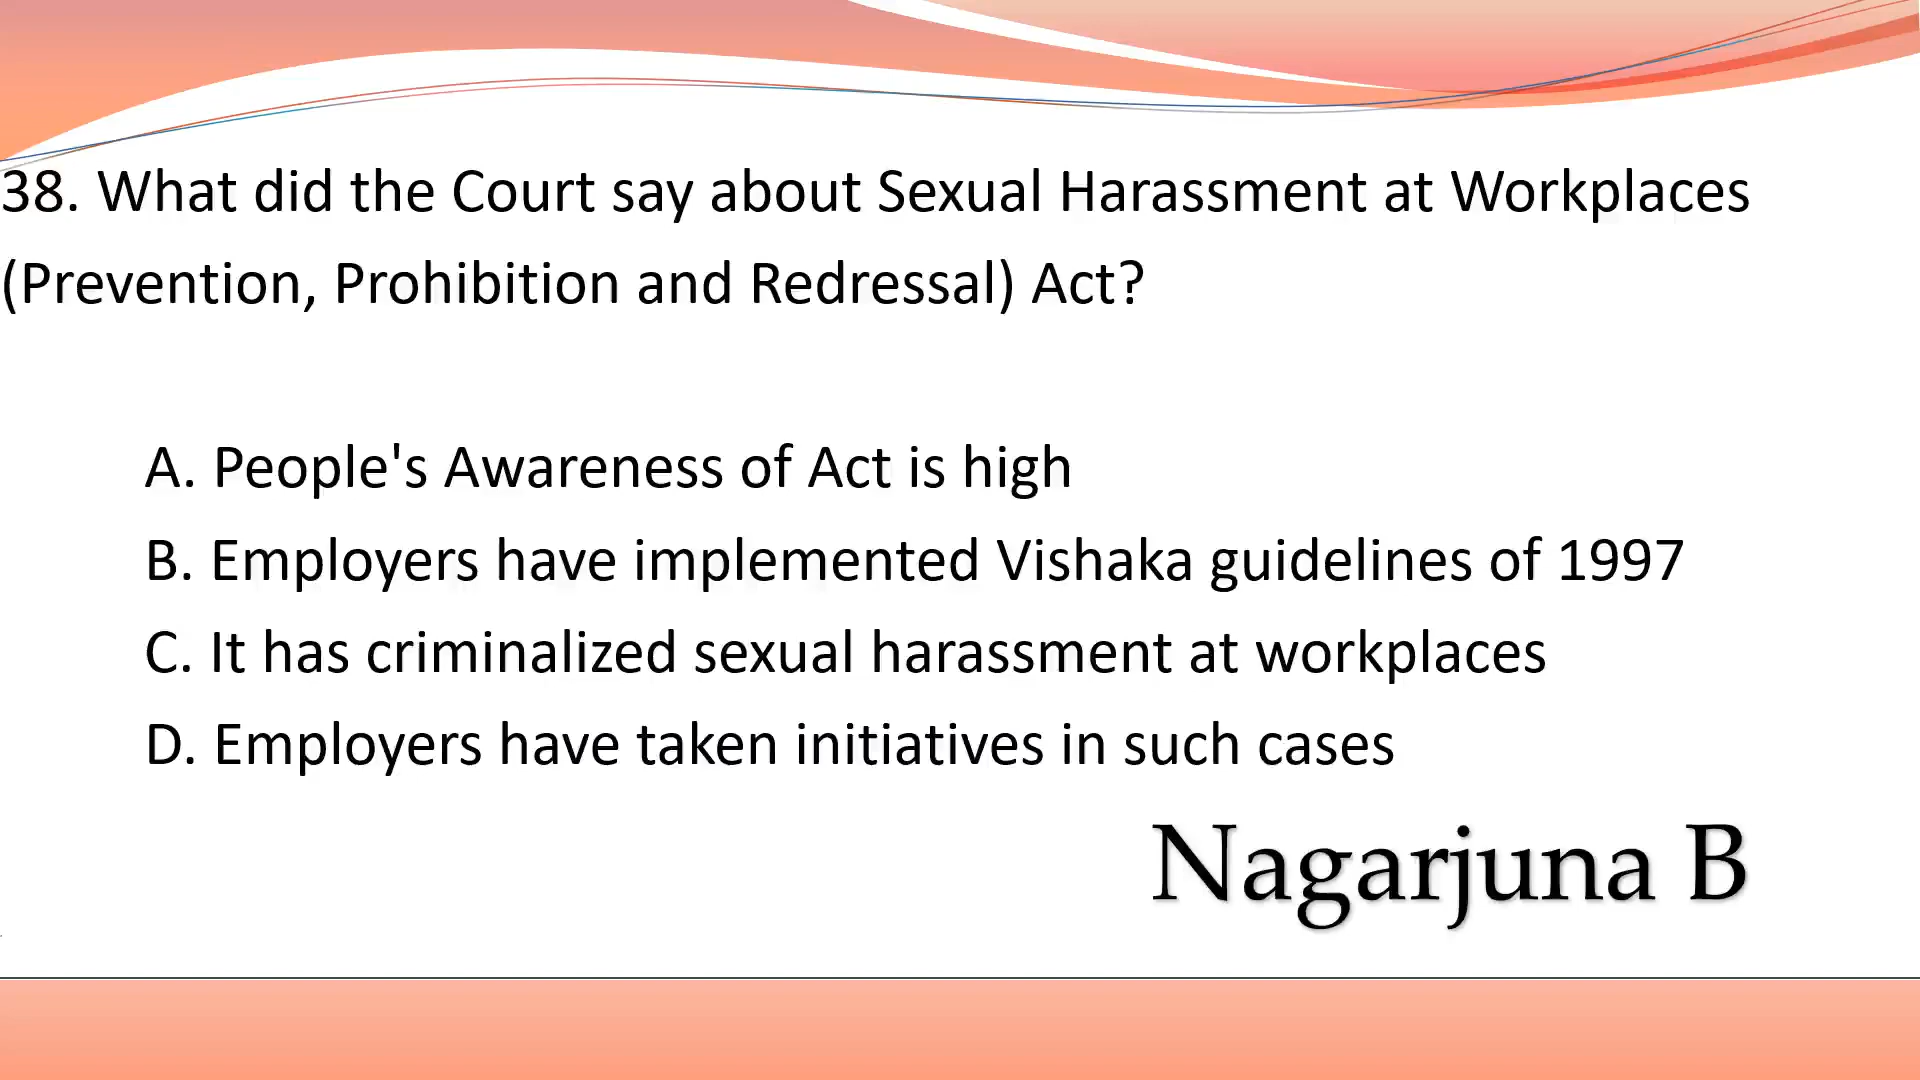 38. What did the Court say about Sexual Harassment at Workplaces
(Prevention, Prohibition and Redressal) Act?
A. People's Awareness of Act is high
B. Employers have implemented Vishaka guidelines of 1997
C. It has criminalized sexual harassment at workplaces
D. Employers have taken initiatives in such cases
Nagarjuna B